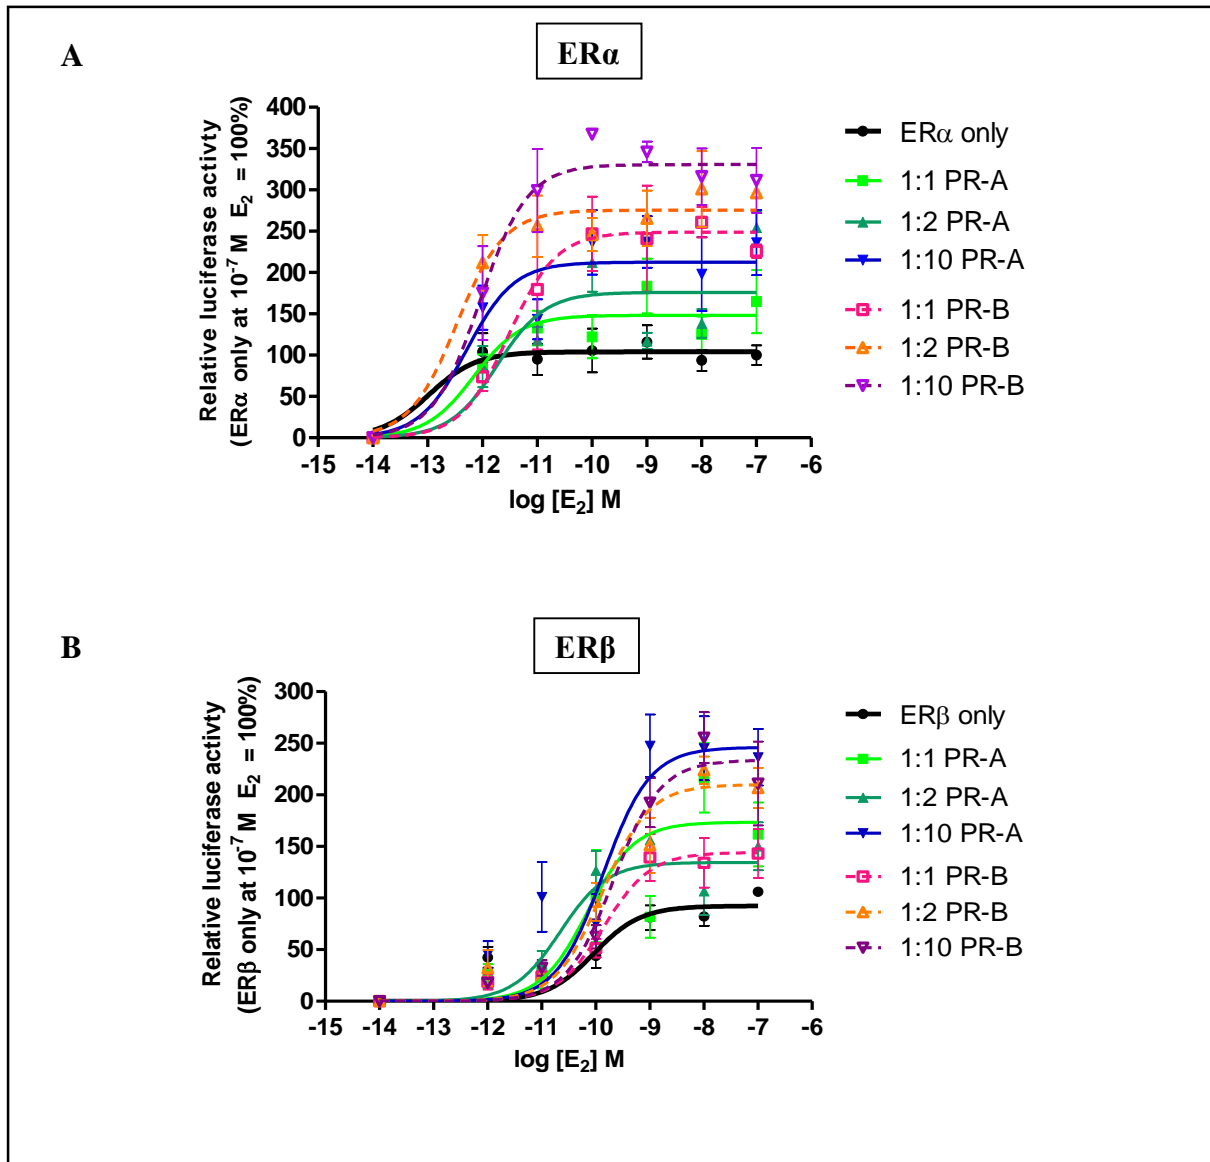 A
ERα
Relative luciferase activty
(ERα only at 10⁻⁷ M E₂ = 100%)
400
350
300
250
200
150
100
50
0
-15 -14 -13 -12 -11 -10 -9 -8 -7 -6
log [E₂] M
ERα only
1:1 PR-A
1:2 PR-A
1:10 PR-A
1:1 PR-B
1:2 PR-B
1:10 PR-B
B
ERβ
Relative luciferase activty
(ERβ only at 10⁻⁷ M E₂ = 100%)
300
250
200
150
100
50
0
-15 -14 -13 -12 -11 -10 -9 -8 -7 -6
log [E₂] M
ERβ only
1:1 PR-A
1:2 PR-A
1:10 PR-A
1:1 PR-B
1:2 PR-B
1:10 PR-B